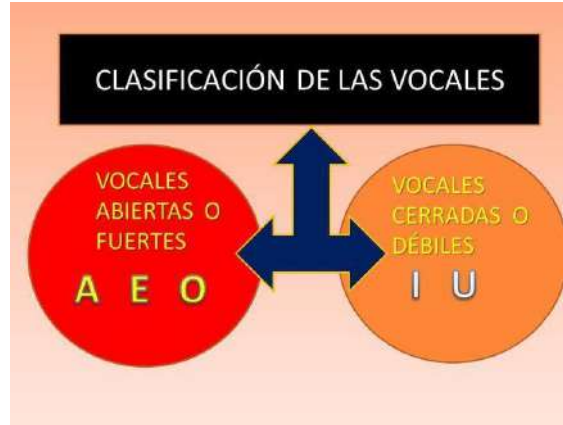 CLASIFICACIÓN DE LAS VOCALES
VOCALES
ABIERTAS O
FUERTES
A E O
VOCALES
CERRADAS O
DÉBILES
I U